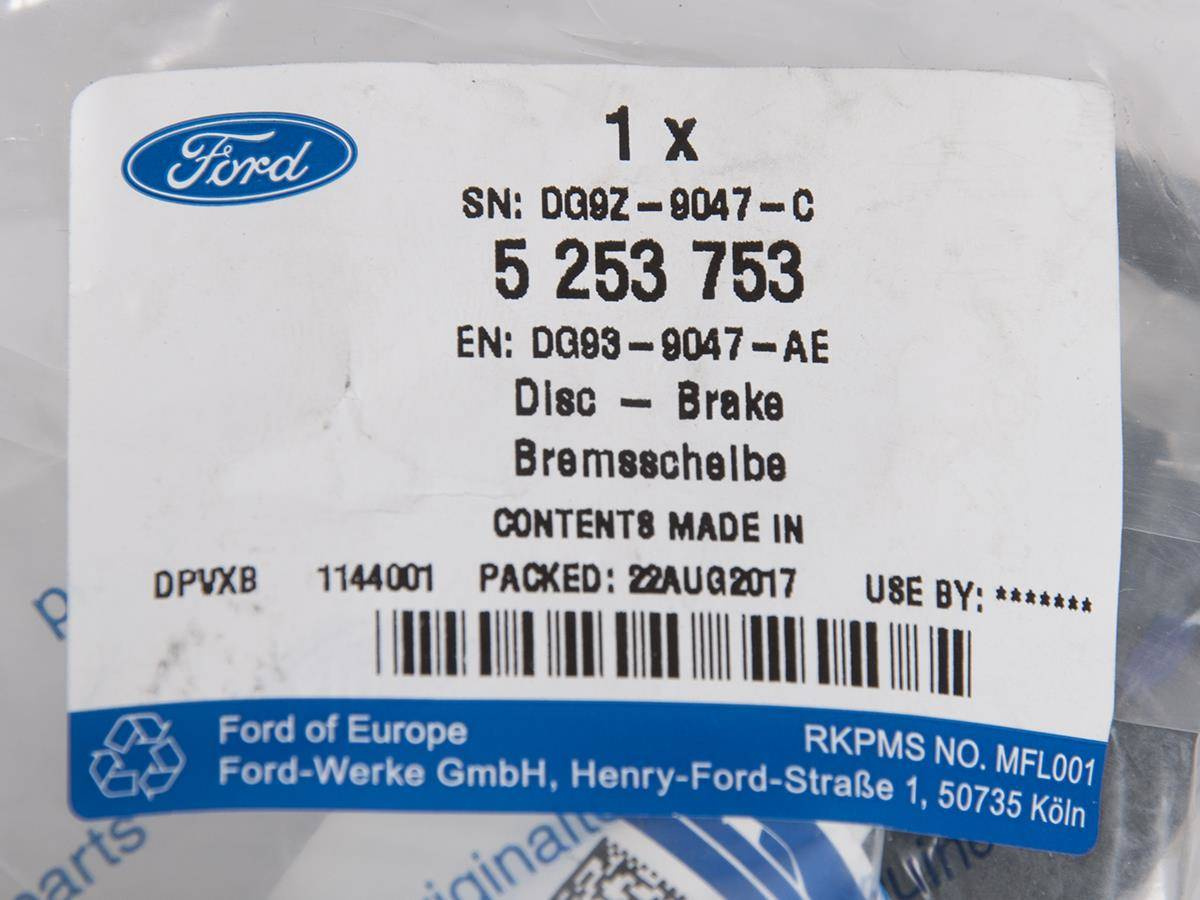 Ford
1 x
SN: DG9Z-9047-C
5 253 753
EN: DG93-9047-AE
Disc - Brake
Bremsscheibe
CONTENTS MADE IN
DPVXB 1144001 PACKED: 22AUG2017 USE BY: *******
Ford of Europe RKPMS NO. MFL001
Ford-Werke GmbH, Henry-Ford-Straße 1, 50735 Köln
parts